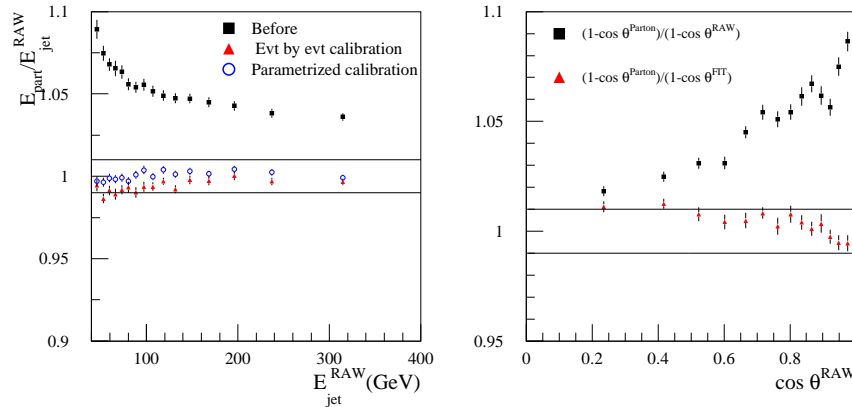 E_part/E_jet^RAW
1.1
1.05
1
0.95
0.9
Before
Evt by evt calibration
Parametrized calibration
100 200 300 400
E_jet^RAW(GeV)
1.1
1.05
1
0.95
(1-cos θ^Parton)/(1-cos θ^RAW)
(1-cos θ^Parton)/(1-cos θ^FIT)
0 0.2 0.4 0.6 0.8
cos θ^RAW